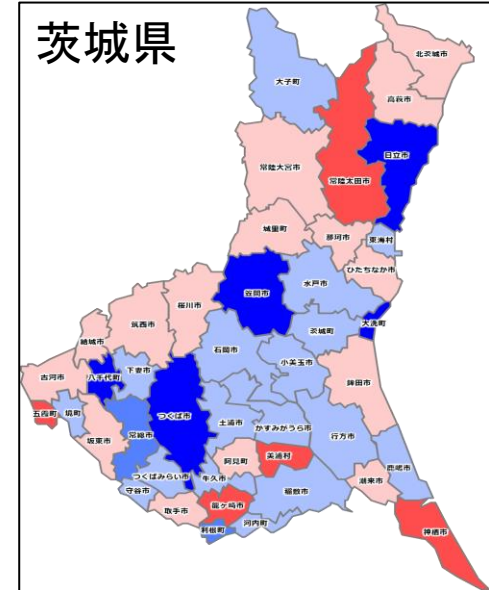 茨城県
北茨城市
大子町
高萩市
日立市
常陸大宮市
常陸太田市
城里町
那珂市
東海村
ひたちなか市
笠間市
水戸市
桜川市
筑西市
茨城町
大洗町
結城市
石岡市
小美玉市
古河市
八千代町
下妻市
鉾田市
五霞町
境町
つくば市
坂東市
常総市
土浦市
かすみがうら市
行方市
阿見町
美浦村
鹿嶋市
つくばみらい市
牛久市
潮来市
守谷市
稲敷市
取手市
龍ケ崎市
河内町
利根町
神栖市